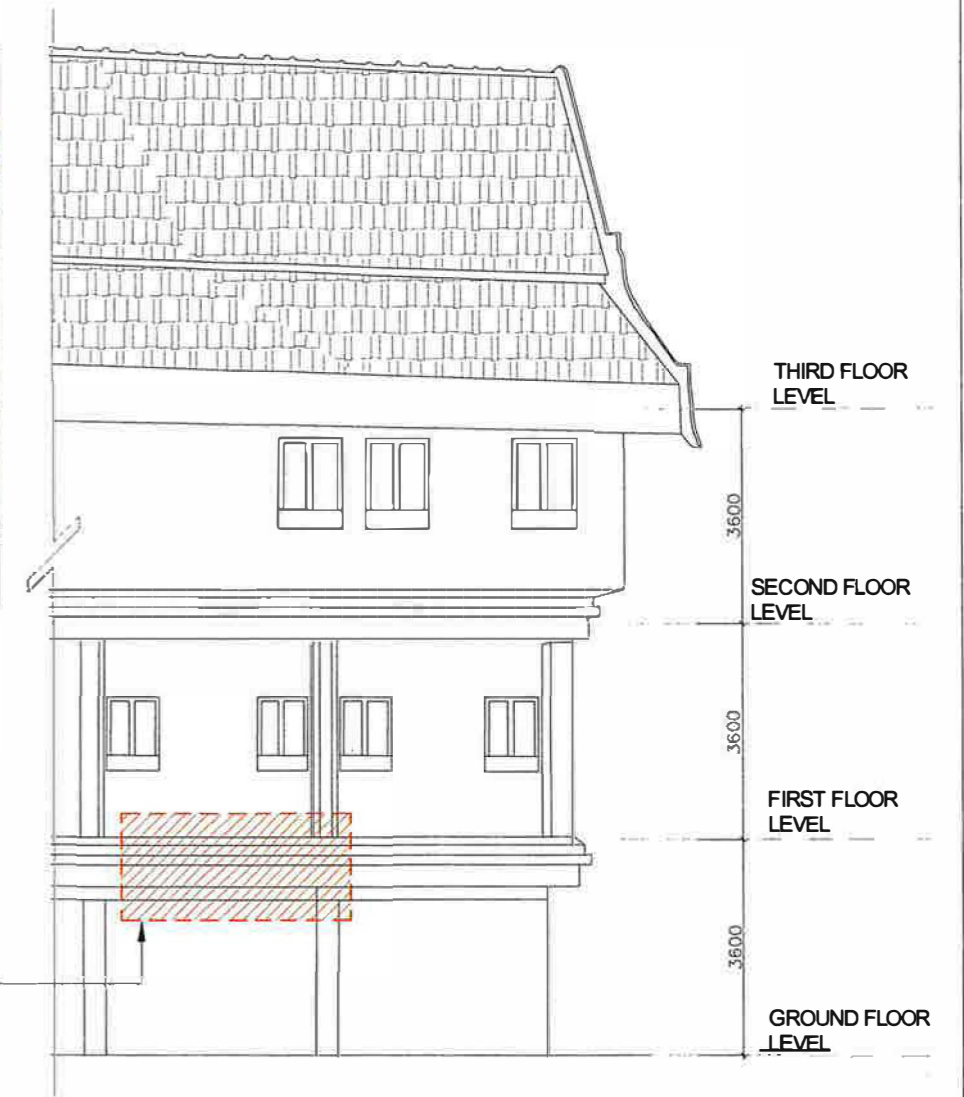 THIRD FLOOR
LEVEL
3600
SECOND FLOOR
LEVEL
3600
FIRST FLOOR
LEVEL
3600
GROUND FLOOR
LEVEL